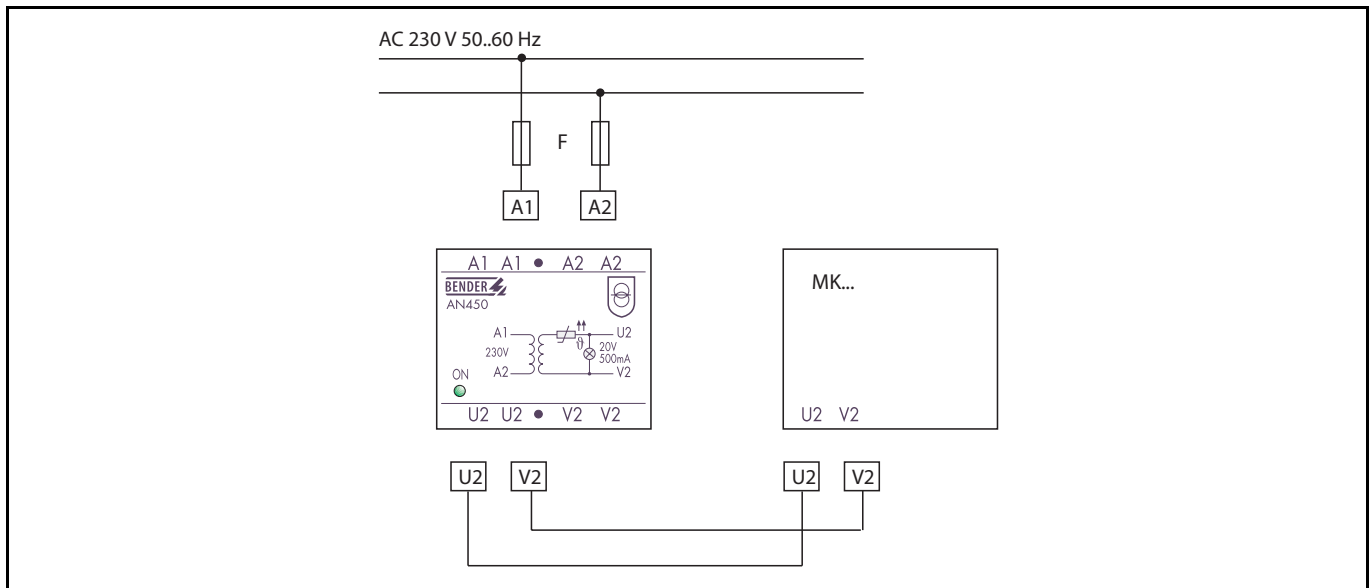 AC 230 V 50..60 Hz
F
A1 A2
A1 A1 • A2 A2
BENDER
AN450
A1 U2
230V ϑ 20V
500mA
A2 V2
ON
U2 U2 • V2 V2
MK...
U2 V2
U2 V2
U2 V2